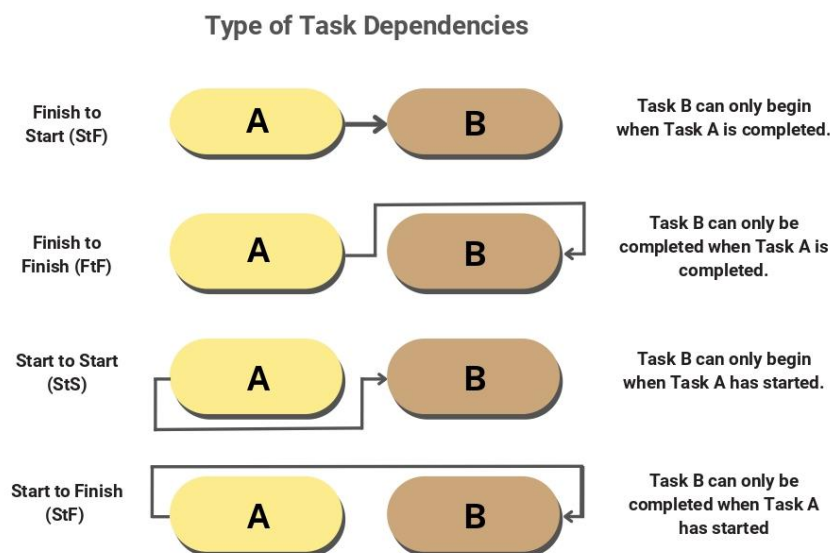 Type of Task Dependencies
Finish to
Start (StF)
A
B
Task B can only begin
when Task A is completed.
Finish to
Finish (FtF)
A
B
Task B can only be
completed when Task A is
completed.
Start to Start
(StS)
A
B
Task B can only begin
when Task A has started.
Start to Finish
(StF)
A
B
Task B can only be
completed when Task A
has started